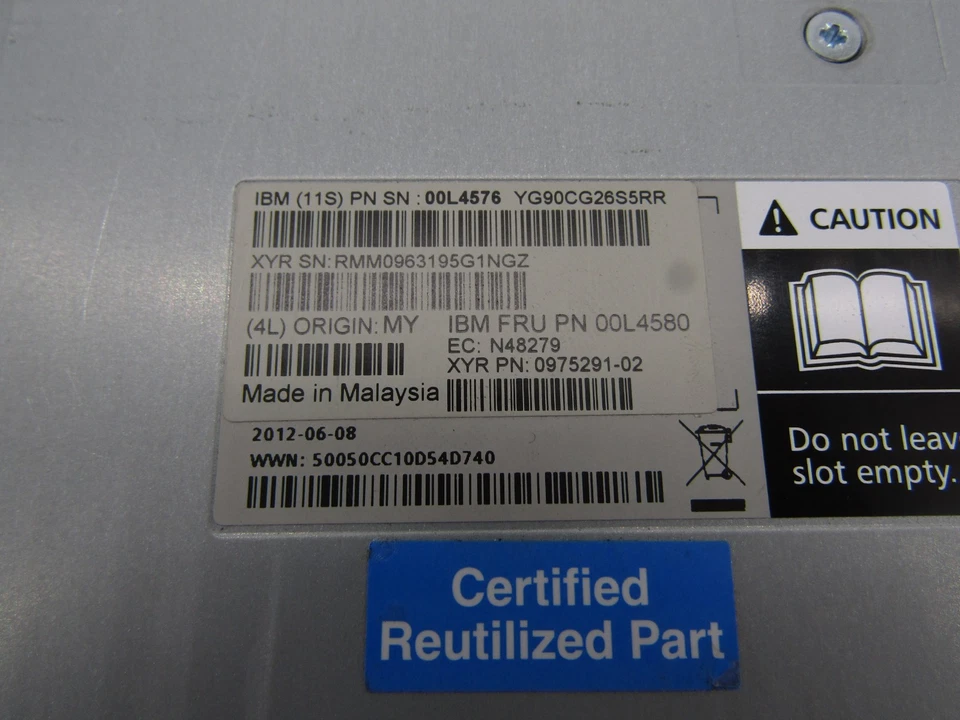 IBM (11S) PN SN : 00L4576 YG90CG26S5RR
XYR SN: RMM0963195G1NGZ
(4L) ORIGIN: MY
IBM FRU PN 00L4580
EC: N48279
XYR PN: 0975291-02
Made in Malaysia
2012-06-08
WWN: 50050CC10D54D740
CAUTION
Do not leav
slot empty.
Certified
Reutilized Part